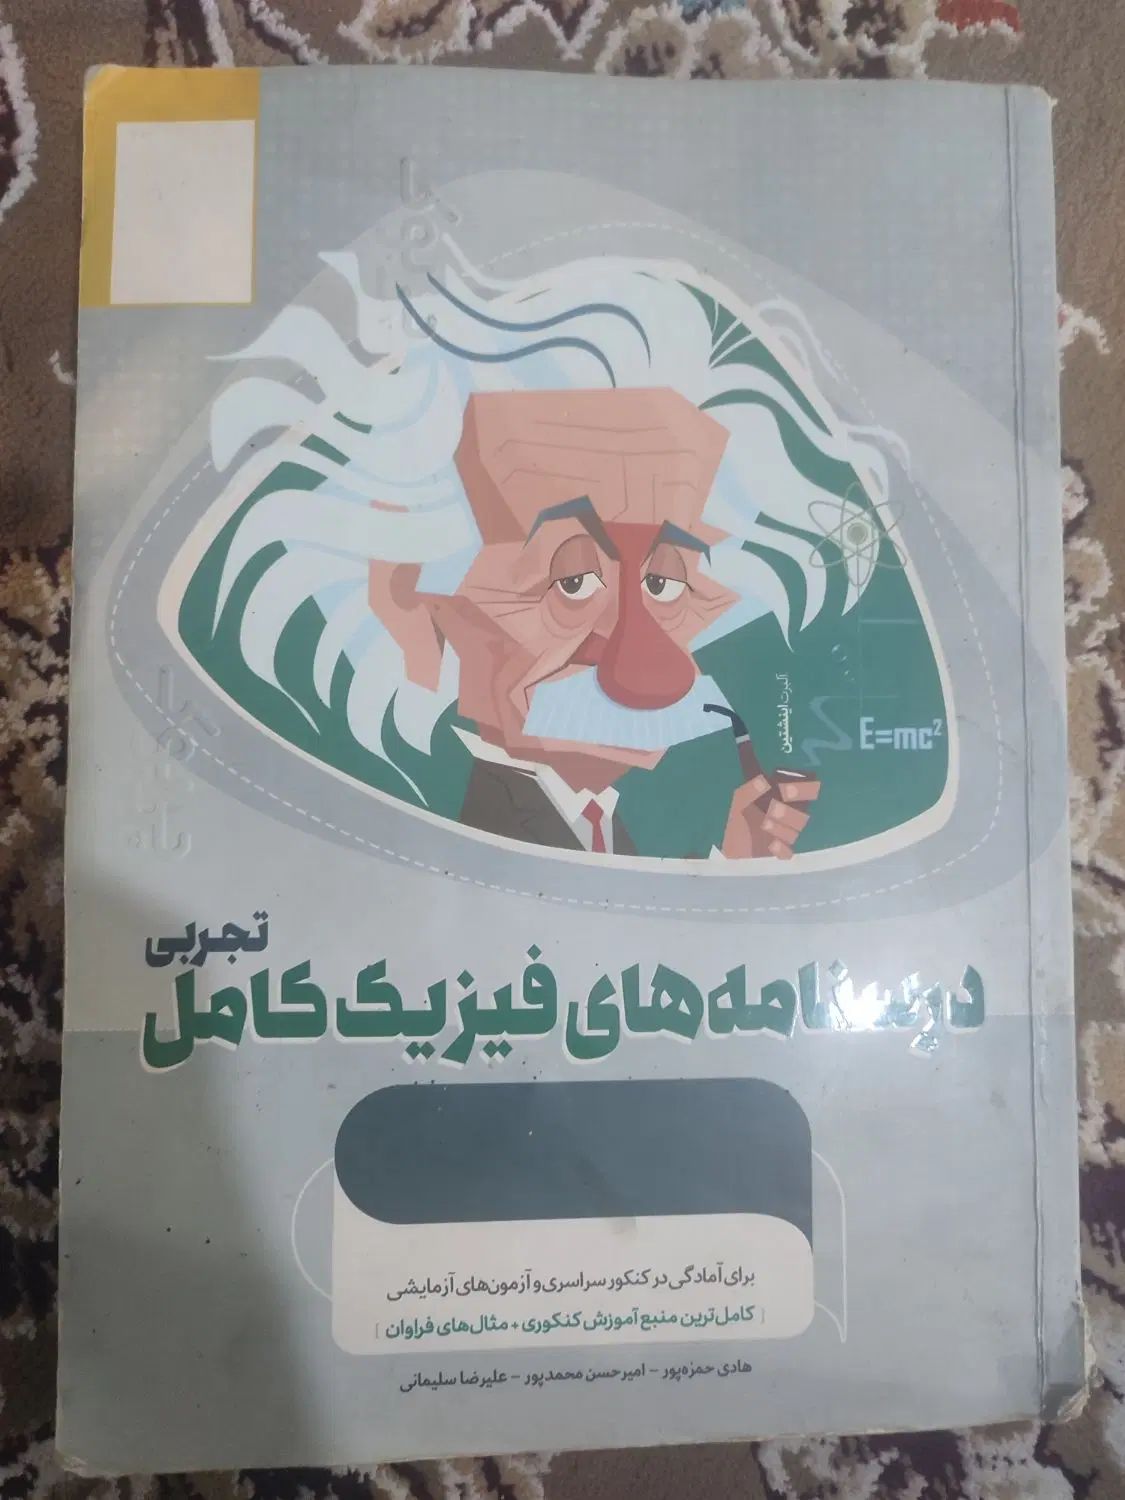 آلبرت اینشتین
E=mc²
تجربی
درسنامه‌های فیزیک کامل
برای آمادگی در کنکور سراسری و آزمون‌های آزمایشی
[ کامل‌ترین منبع آموزش کنکوری + مثال‌های فراوان ]
هادی حمزه‌پور - امیرحسن محمدپور - علیرضا سلیمانی